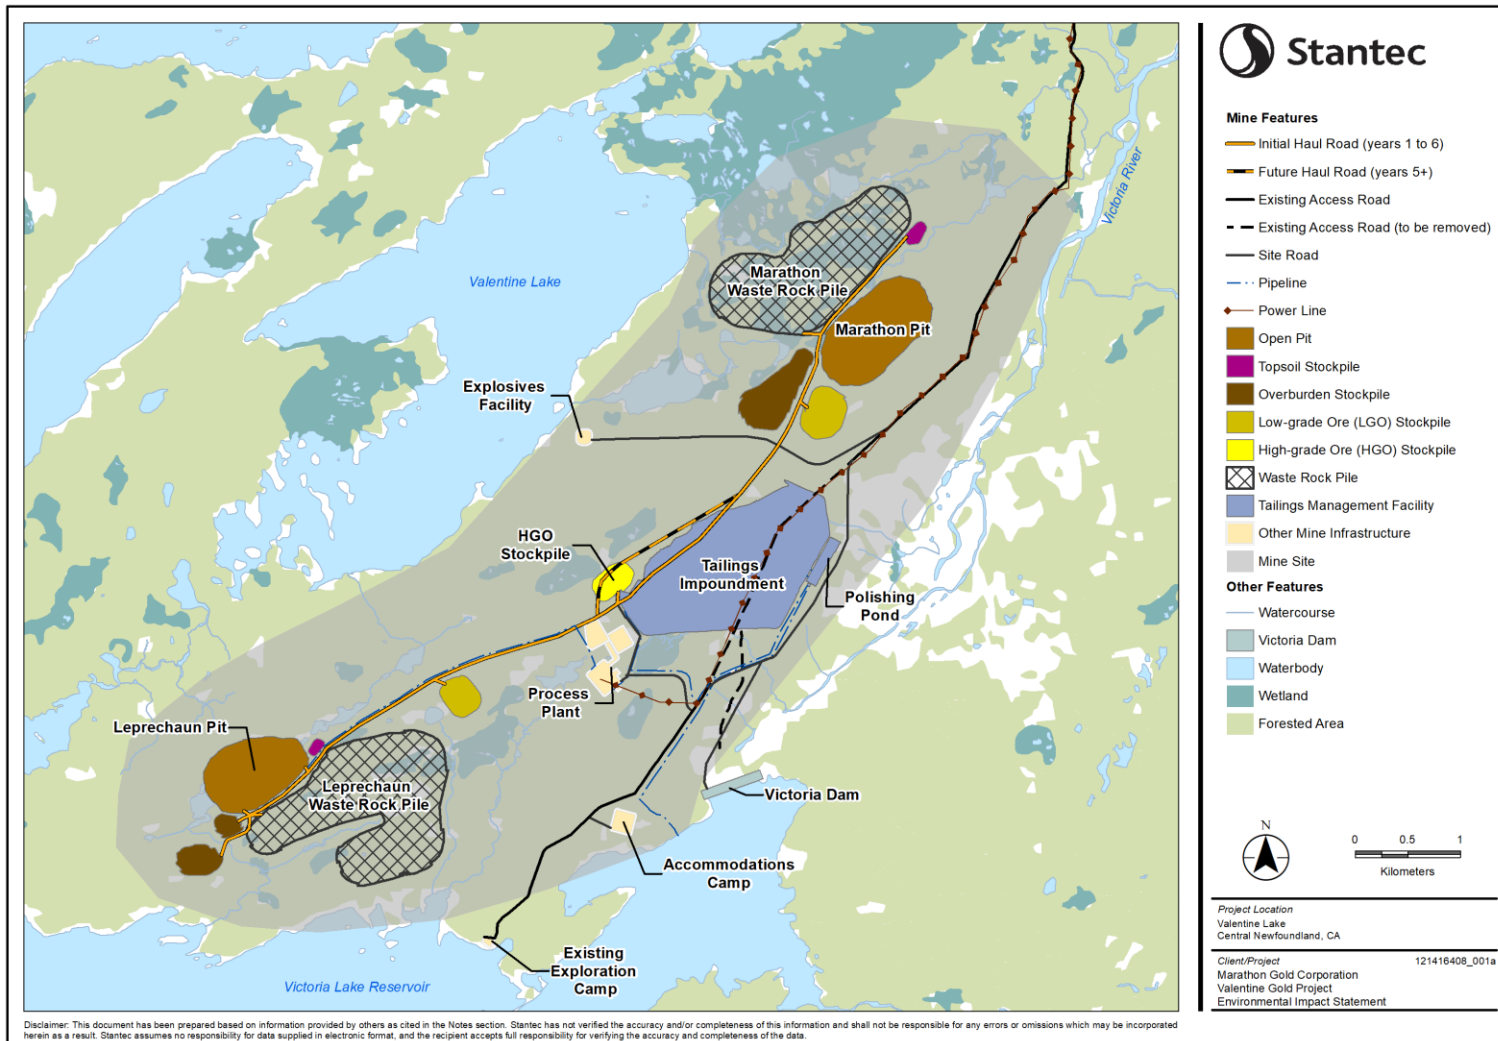 Stantec
Mine Features
Initial Haul Road (years 1 to 6)
Future Haul Road (years 5+)
Existing Access Road
Existing Access Road (to be removed)
Site Road
Pipeline
Power Line
Open Pit
Topsoil Stockpile
Overburden Stockpile
Low-grade Ore (LGO) Stockpile
High-grade Ore (HGO) Stockpile
Waste Rock Pile
Tailings Management Facility
Other Mine Infrastructure
Mine Site
Other Features
Watercourse
Victoria Dam
Waterbody
Wetland
Forested Area
N
0 0.5 1
Kilometers
Project Location
Valentine Lake
Central Newfoundland, CA
Client/Project 121416408_001a
Marathon Gold Corporation
Valentine Gold Project
Environmental Impact Statement
Victoria River
Valentine Lake
Marathon
Waste Rock Pile
Marathon Pit
Explosives
Facility
HGO
Stockpile
Tailings
Impoundment
Polishing
Pond
Process
Plant
Leprechaun Pit
Leprechaun
Waste Rock Pile
Victoria Dam
Accommodations
Camp
Existing
Exploration
Camp
Victoria Lake Reservoir
Disclaimer: This document has been prepared based on information provided by others as cited in the Notes section. Stantec has not verified the accuracy and/or completeness of this information and shall not be responsible for any errors or omissions which may be incorporated
herein as a result. Stantec assumes no responsibility for data supplied in electronic format, and the recipient accepts full responsibility for verifying the accuracy and completeness of the data.